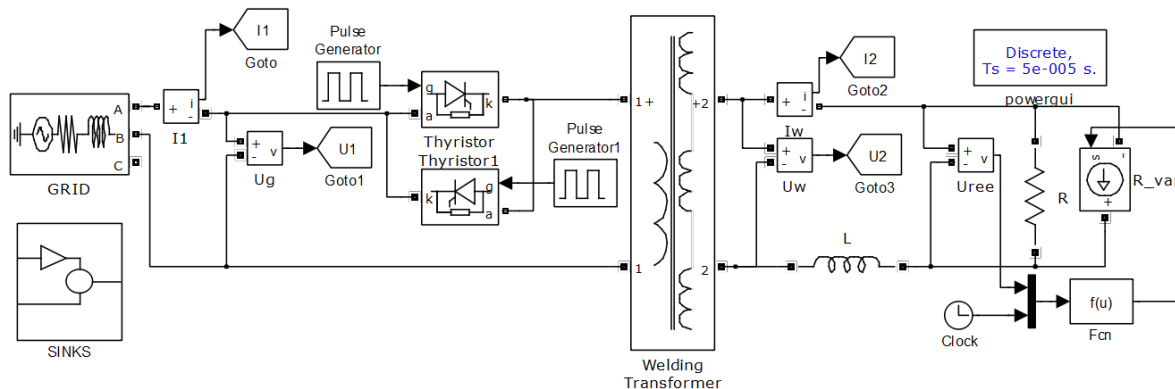 I1
Goto
Pulse
Generator
I2
Goto2
Discrete,
Ts = 5e-005 s.
powergui
A
B
C
GRID
+
i
-
I1
g
a
k
Thyristor
Thyristor1
1+
+2
+
i
-
Iw
+
-
v
Ug
U1
Goto1
Pulse
Generator1
k
g
a
+
-
v
Uw
U2
Goto3
+
-
v
Uree
R
s
-
+
R_var
1
2
L
SINKS
Welding
Transformer
Clock
f(u)
Fcn